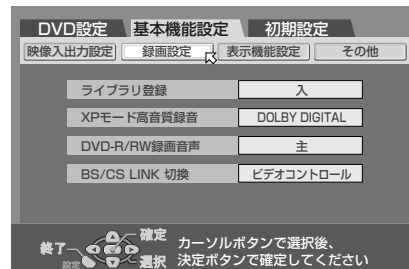 DVD設定 基本機能設定 初期設定
映像入出力設定 録画設定 表示機能設定 その他
ライブラリ登録 入
XPモード高音質録音 DOLBY DIGITAL
DVD-R/RW録画音声 主
BS/CS LINK 切換 ビデオコントロール
確定
終了
設定 選択
カーソルボタンで選択後、
決定ボタンで確定してください